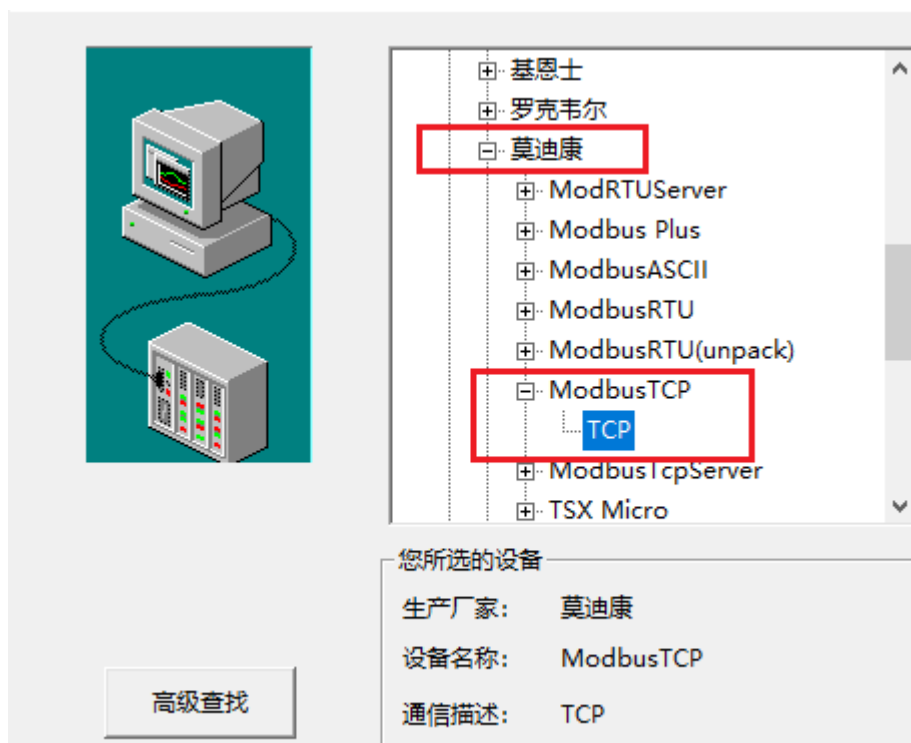 基恩士
罗克韦尔
莫迪康
ModRTUServer
Modbus Plus
ModbusASCII
ModbusRTU
ModbusRTU(unpack)
ModbusTCP
TCP
ModbusTcpServer
TSX Micro
您所选的设备
生产厂家: 莫迪康
设备名称: ModbusTCP
通信描述: TCP
高级查找